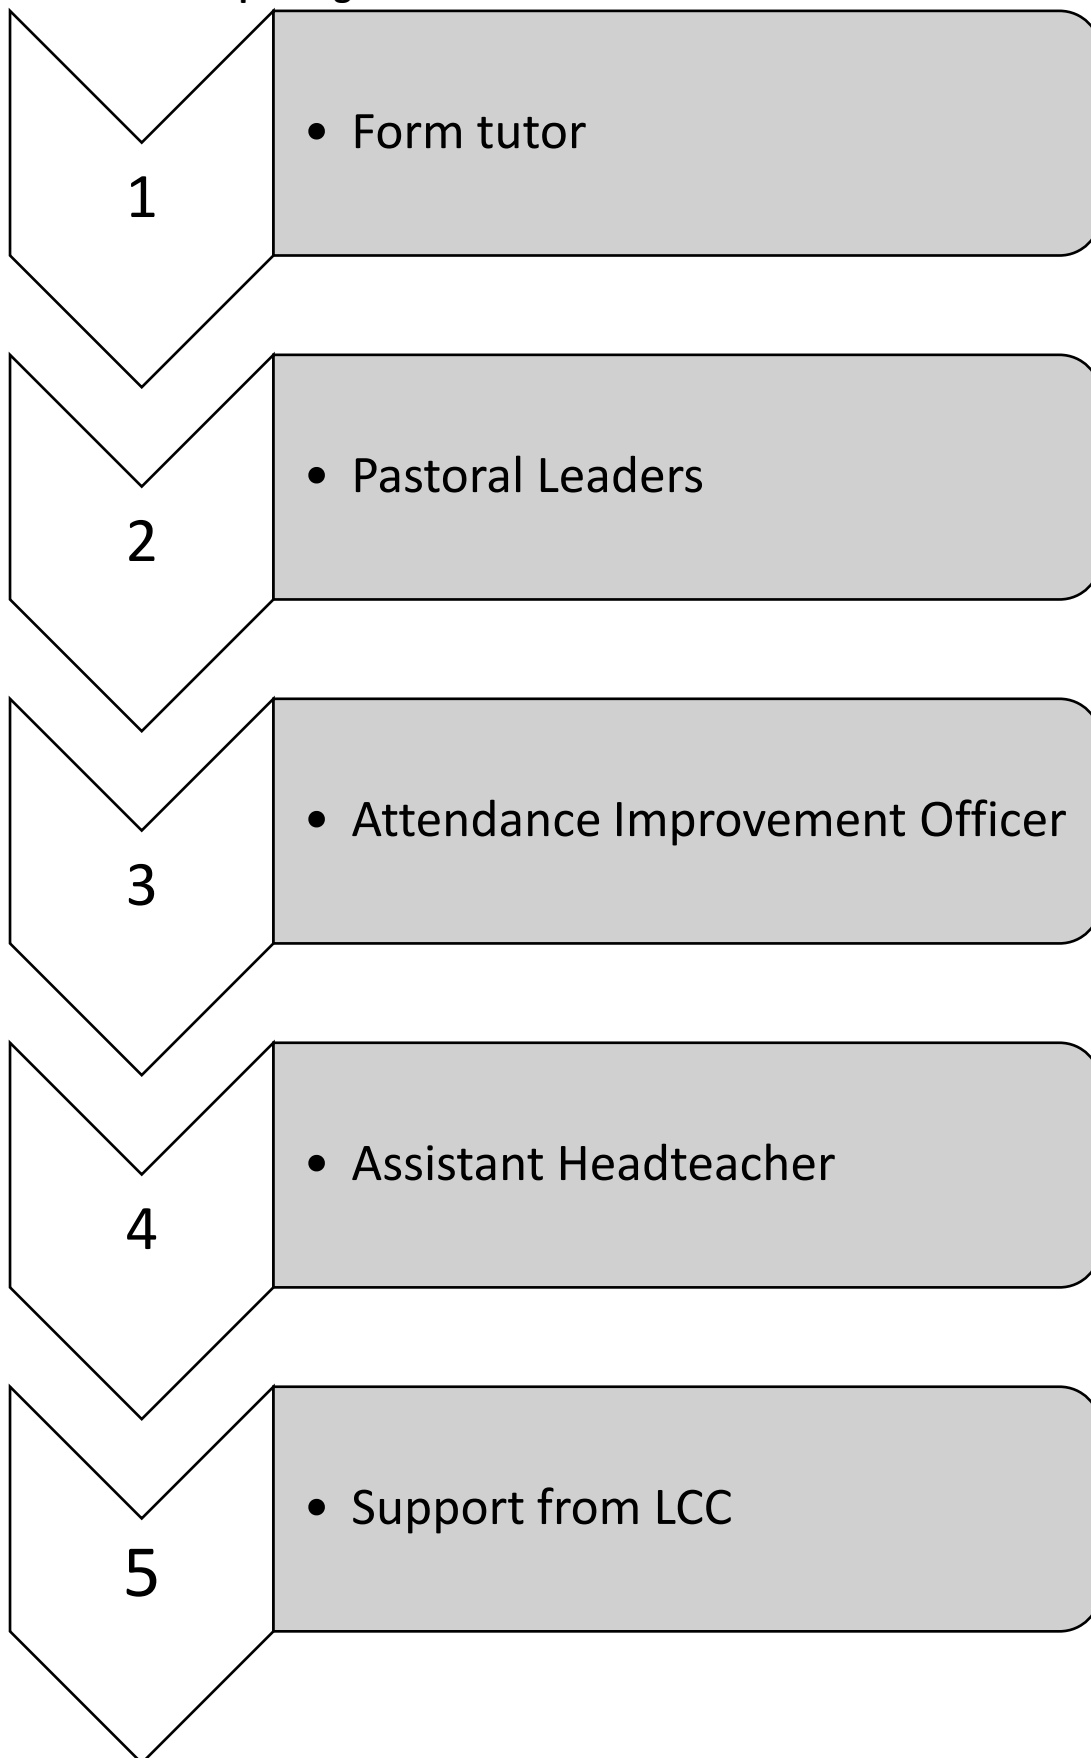 1
• Form tutor
2
• Pastoral Leaders
3
• Attendance Improvement Officer
4
• Assistant Headteacher
5
• Support from LCC